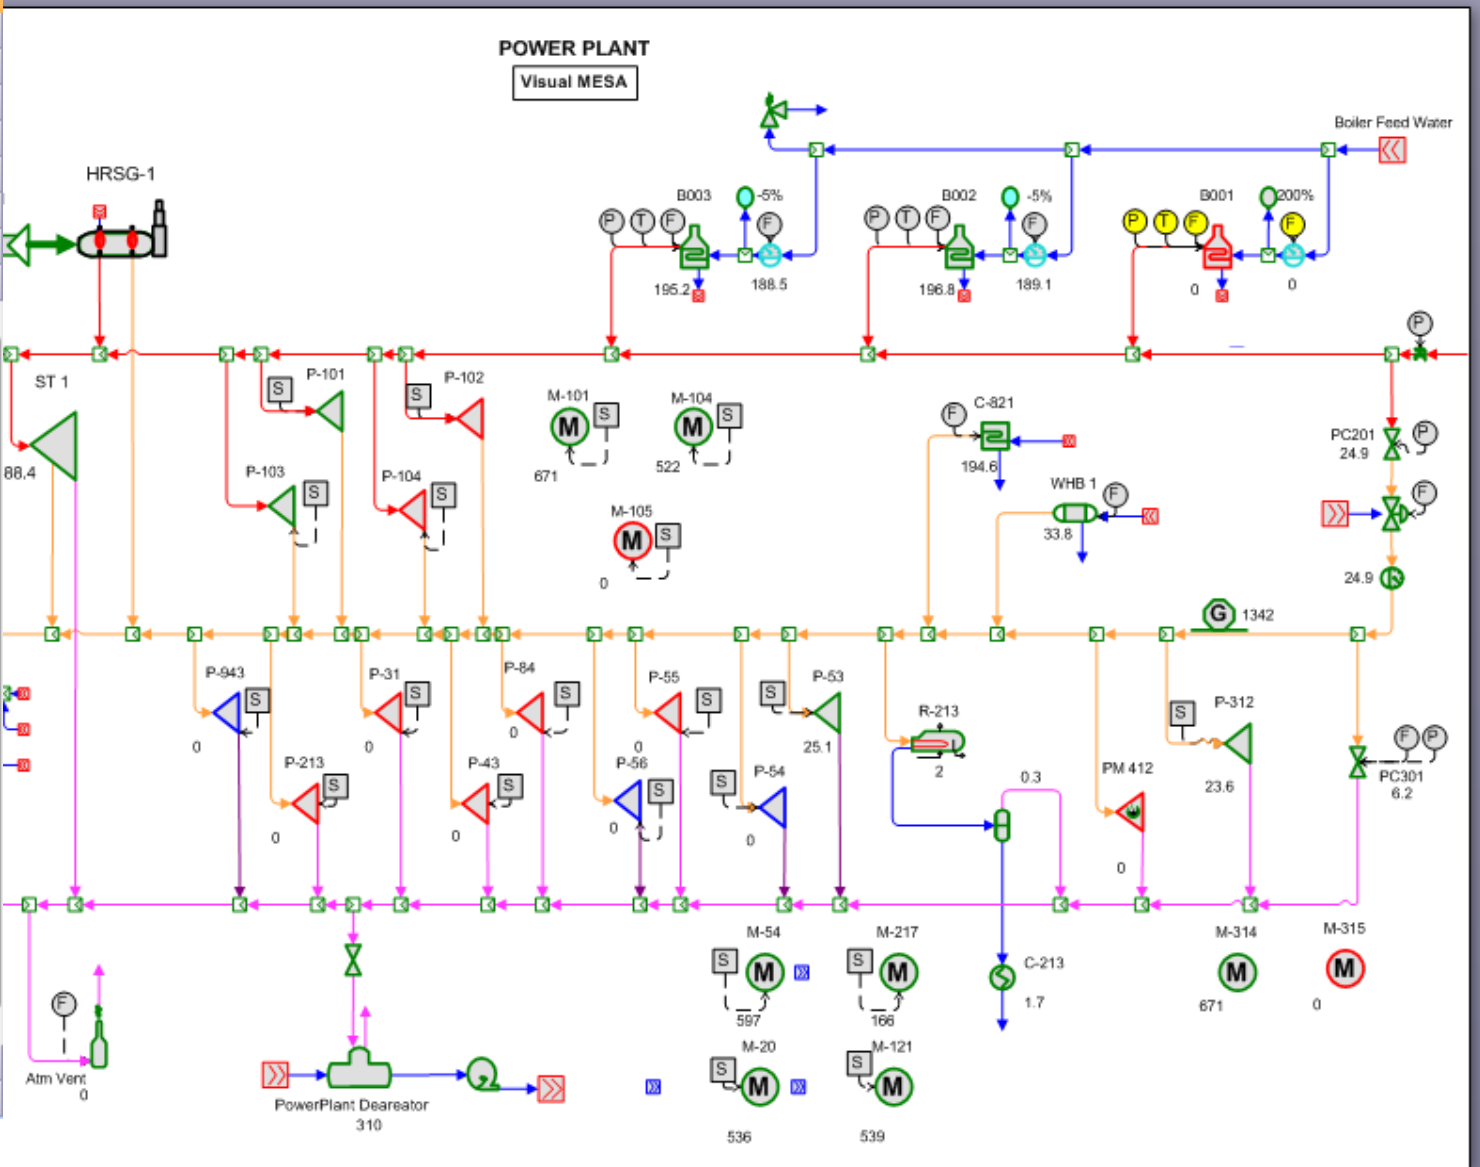 POWER PLANT
Visual MESA
Boiler Feed Water
HRSG-1
B003
-5%
B002
-5%
B001
200%
P T F
F
P T F
F
P T F
F
195.2
188.5
196.8
189.1
0
0
P
ST 1
P-101
P-102
M-101
M-104
C-821
S
S
M
S
M
S
F
PC201
24.9
P
88.4
P-103
P-104
671
522
194.6
WHB 1
S
S
F
F
M-105
M
S
33.8
0
24.9
G
1342
P-943
P-31
P-84
P-55
P-53
S
S
S
S
S
R-213
P-312
S
0
0
0
0
25.1
F
P
P-213
P-43
P-56
P-54
2
PM 412
PC301
6.2
S
S
S
S
0.3
23.6
0
0
0
0
0
M-54
M-217
M-314
M-315
S
M
S
M
C-213
M
M
F
1.7
597
166
671
0
M-20
M-121
S
M
S
M
Atm Vent
0
PowerPlant Deareator
310
536
539